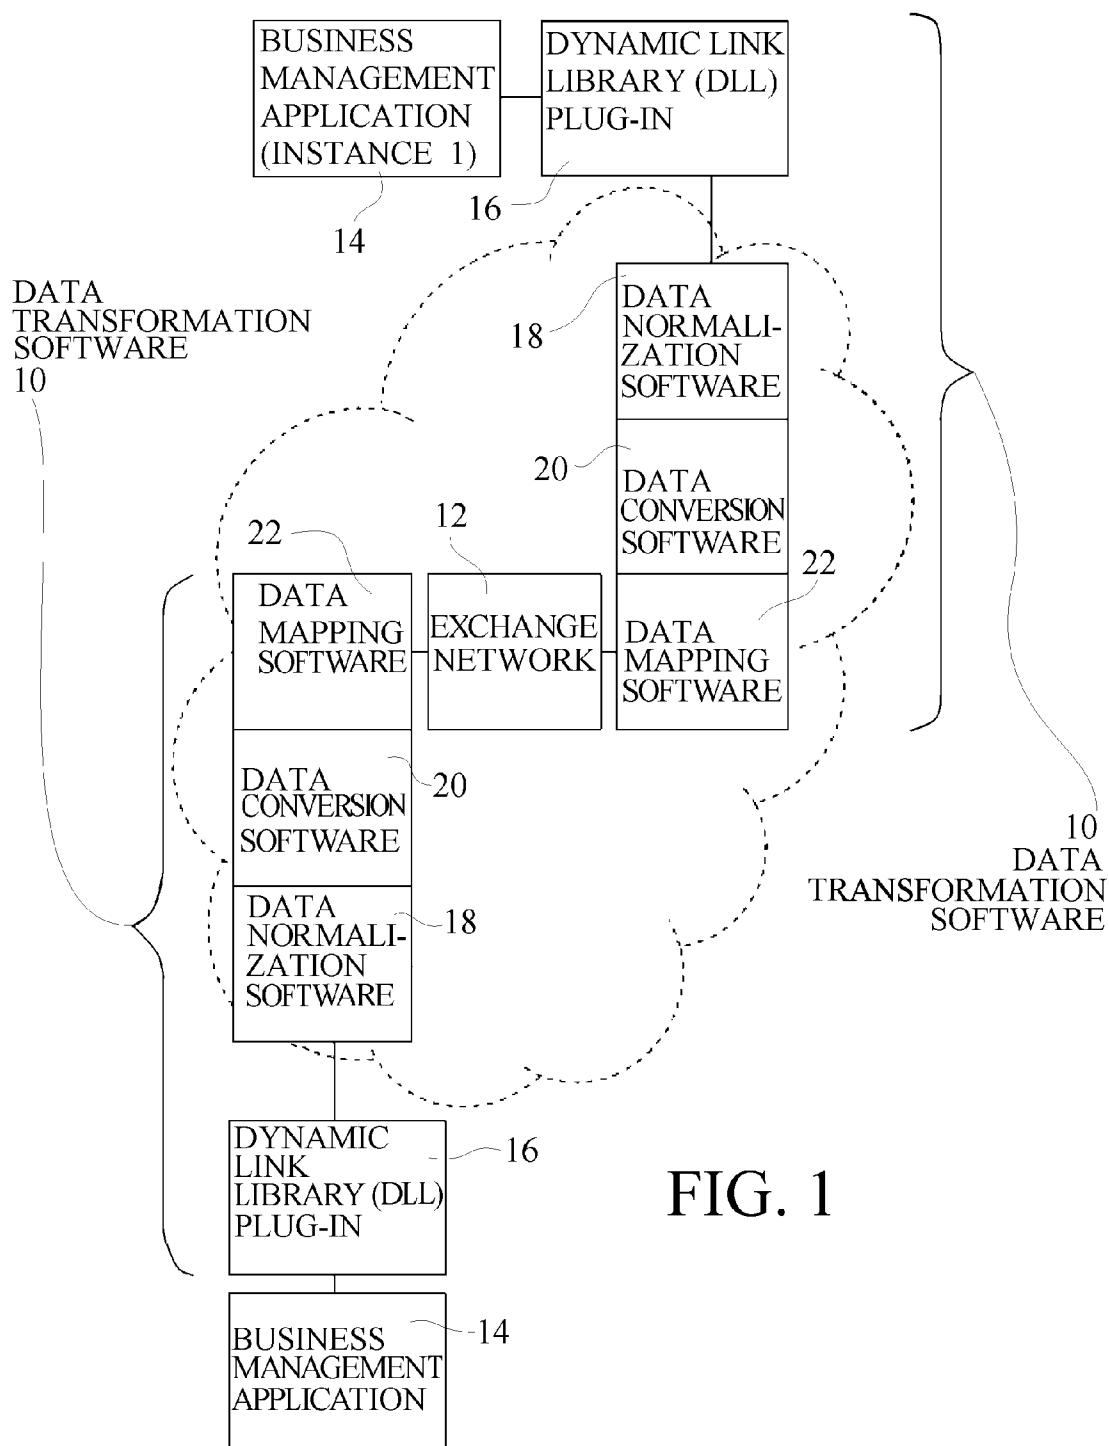 BUSINESS
MANAGEMENT
APPLICATION
(INSTANCE 1)
14
DYNAMIC LINK
LIBRARY (DLL)
PLUG-IN
16
DATA
TRANSFORMATION
SOFTWARE
10
18
DATA
NORMALI-
ZATION
SOFTWARE
20
DATA
CONVERSION
SOFTWARE
22
DATA
MAPPING
SOFTWARE
12
EXCHANGE
NETWORK
22
DATA
MAPPING
SOFTWARE
DATA
CONVERSION
SOFTWARE
20
10
DATA
TRANSFORMATION
SOFTWARE
DATA
NORMALI-
ZATION
SOFTWARE
18
DYNAMIC
LINK
LIBRARY (DLL)
PLUG-IN
16
FIG. 1
BUSINESS
MANAGEMENT
APPLICATION
14